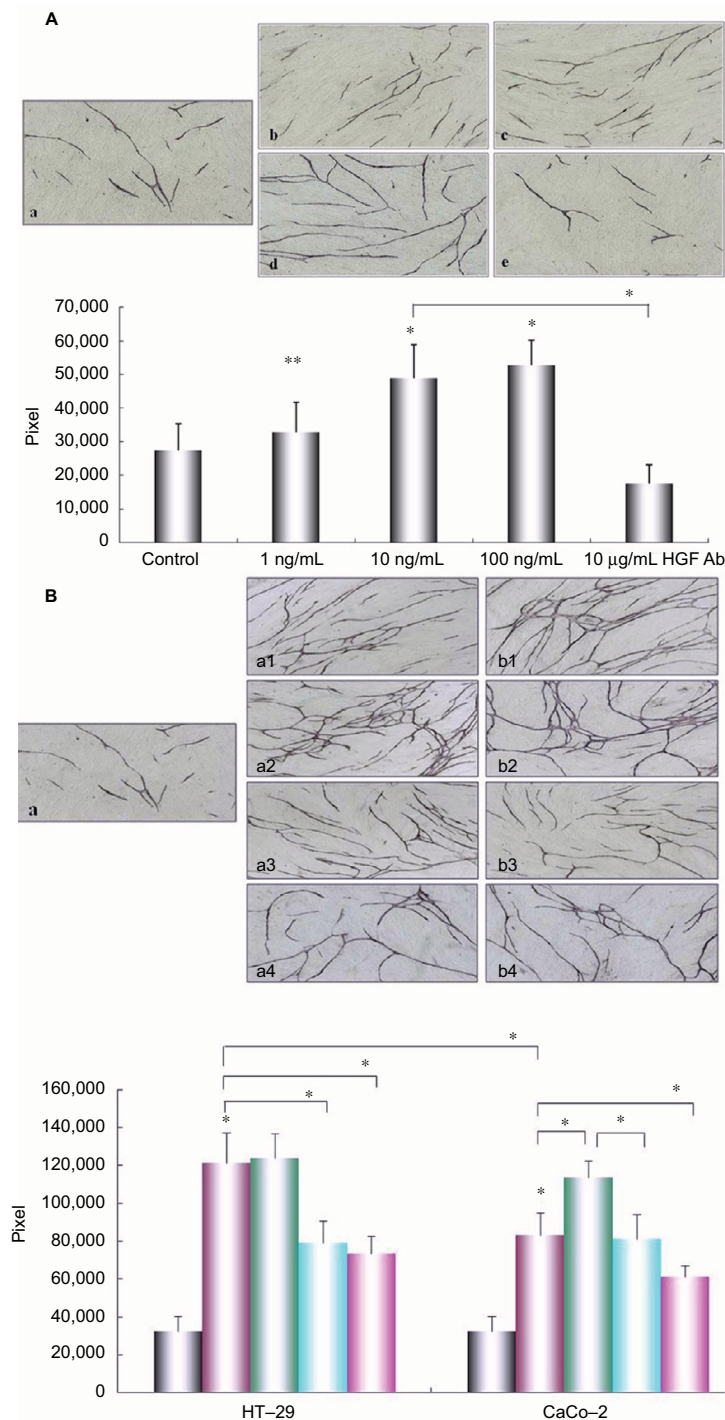 A
a
b
c
d
e
Pixel
70,000
60,000
50,000
40,000
30,000
20,000
10,000
0
**
*
*
*
Control
1 ng/mL
10 ng/mL
100 ng/mL
10 µg/mL HGF Ab
B
a
a1
b1
a2
b2
a3
b3
a4
b4
Pixel
160,000
140,000
120,000
100,000
80,000
60,000
40,000
20,000
0
*
*
*
*
*
*
*
*
*
HT–29
CaCo–2